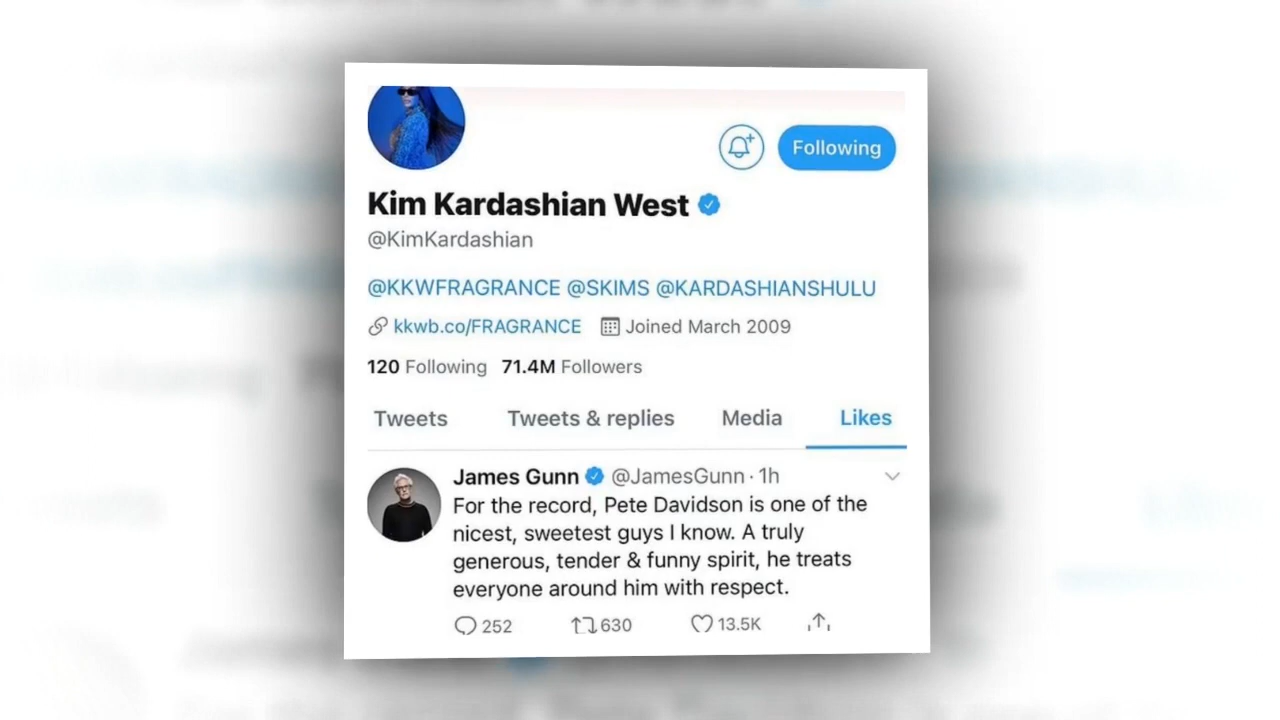 Following
Kim Kardashian West
@KimKardashian
@KKWFRAGRANCE @SKIMS @KARDASHIANSHULU
kkwb.co/FRAGRANCE Joined March 2009
120 Following 71.4M Followers
Tweets Tweets & replies Media Likes
James Gunn @JamesGunn · 1h
For the record, Pete Davidson is one of the
nicest, sweetest guys I know. A truly
generous, tender & funny spirit, he treats
everyone around him with respect.
252 630 13.5K